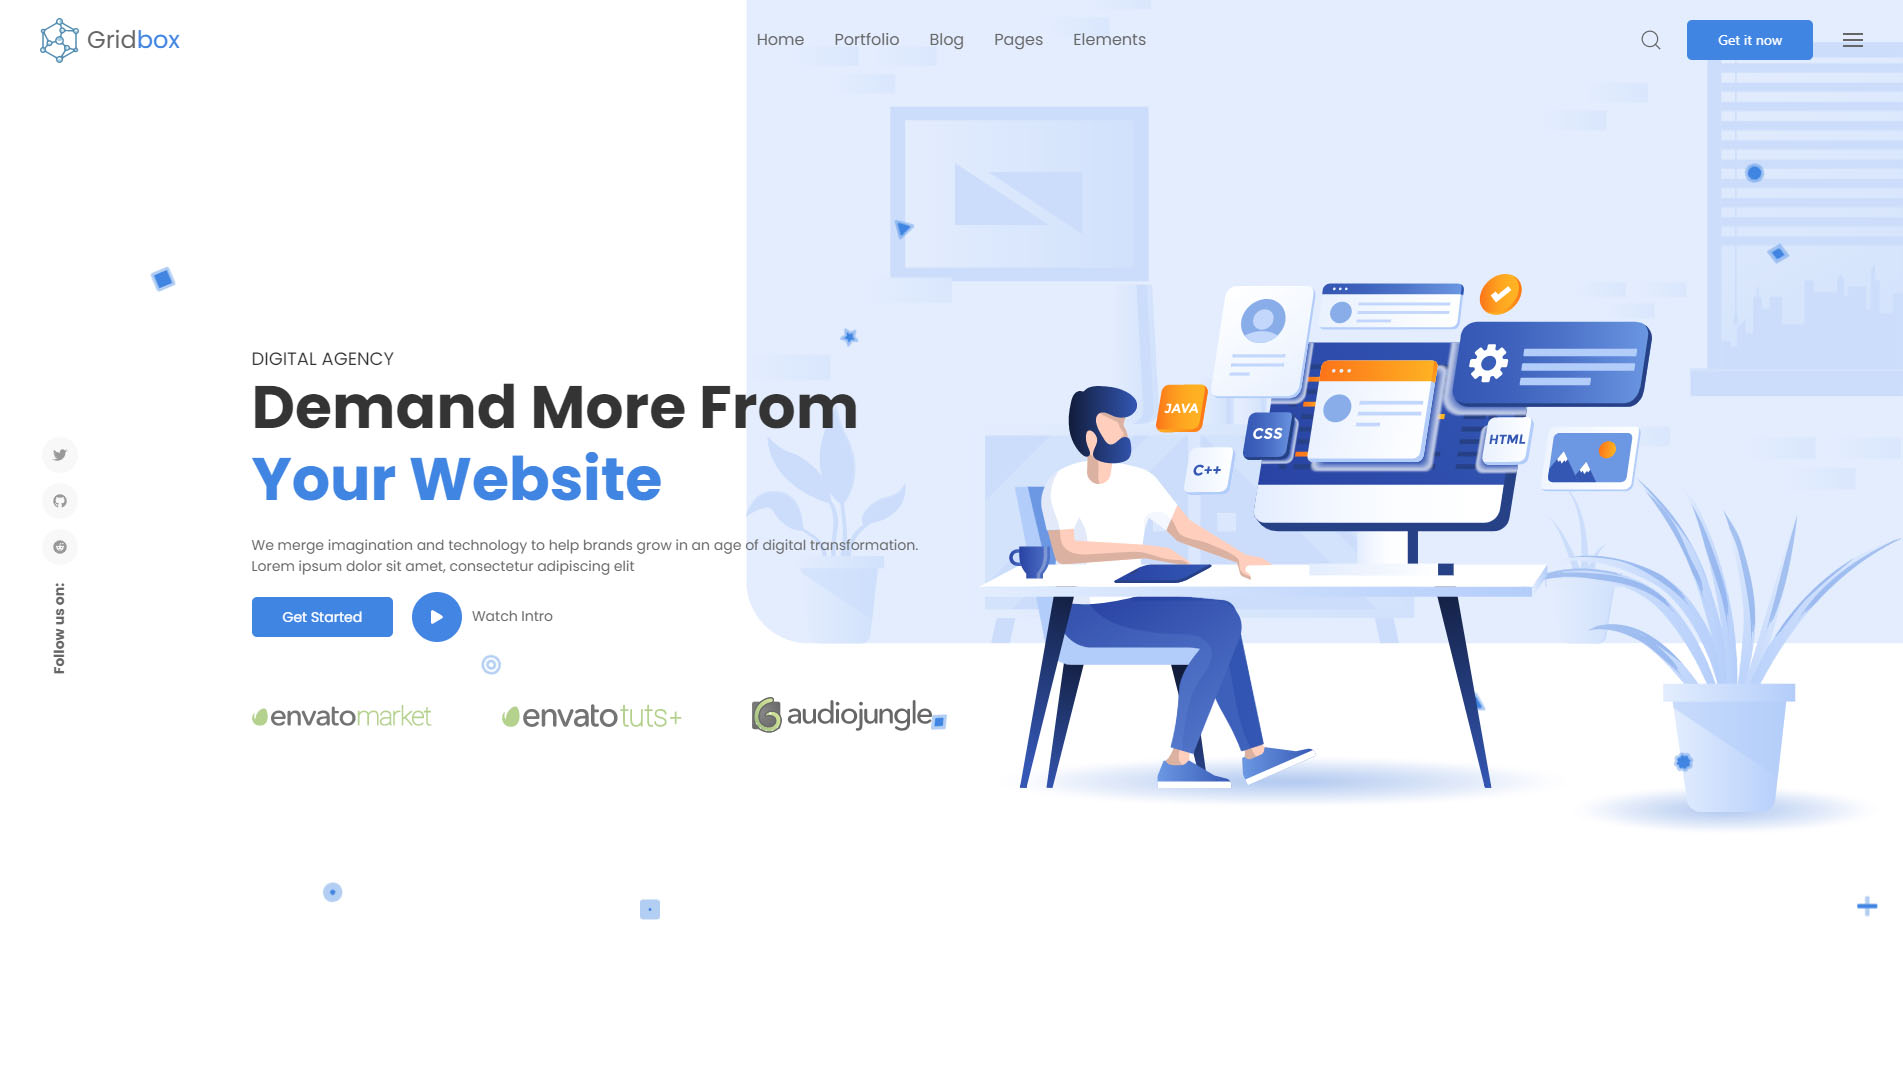 Gridbox
Home Portfolio Blog Pages Elements
Get it now
DIGITAL AGENCY
Demand More From
Your Website
We merge imagination and technology to help brands grow in an age of digital transformation.
Lorem ipsum dolor sit amet, consectetur adipiscing elit
Get Started
Watch Intro
envatomarket
envatotuts+
audiojungle
Follow us on:
JAVA
CSS
C++
HTML